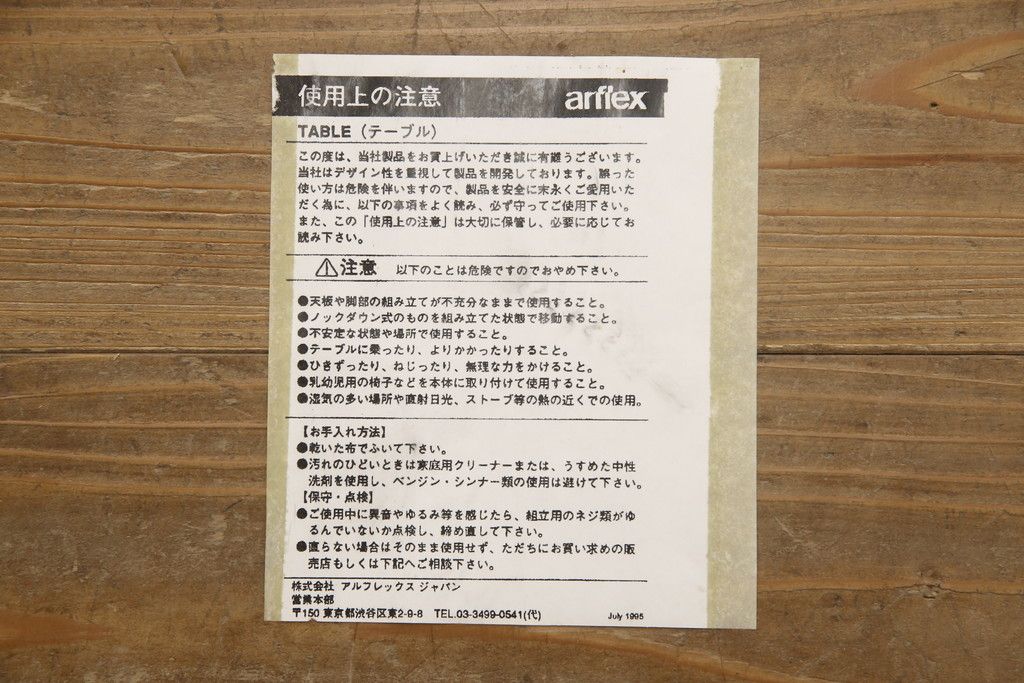 使用上の注意 arflex
TABLE（テーブル）
この度は、当社製品をお買上げいただき誠に有難うございます。
当社はデザイン性を重視して製品を開発しております。誤った
使い方は危険を伴いますので、製品を安全に末永くご愛用いた
だく為に、以下の事項をよく読み、必ず守ってご使用下さい。
また、この「使用上の注意」は大切に保管し、必要に応じてお
読み下さい。
⚠注意 以下のことは危険ですのでおやめ下さい。
●天板や脚部の組み立てが不充分なままで使用すること。
●ノックダウン式のものを組み立てた状態で移動すること。
●不安定な状態や場所で使用すること。
●テーブルに乗ったり、よりかかったりすること。
●ひきずったり、ねじったり、無理な力をかけること。
●乳幼児用の椅子などを本体に取り付けて使用すること。
●湿気の多い場所や直射日光、ストーブ等の熱の近くでの使用。
【お手入れ方法】
●乾いた布でふいて下さい。
●汚れのひどいときは家庭用クリーナーまたは、うすめた中性
洗剤を使用し、ベンジン・シンナー類の使用は避けて下さい。
【保守・点検】
●ご使用中に異音やゆるみ等を感じたら、組立用のネジ類がゆ
るんでいないか点検し、締め直して下さい。
●直らない場合はそのまま使用せず、ただちにお買い求めの販
売店もしくは下記へご相談下さい。
株式会社 アルフレックス ジャパン
営業本部
〒150 東京都渋谷区東2-9-8 TEL.03-3499-0541(代) July 1995